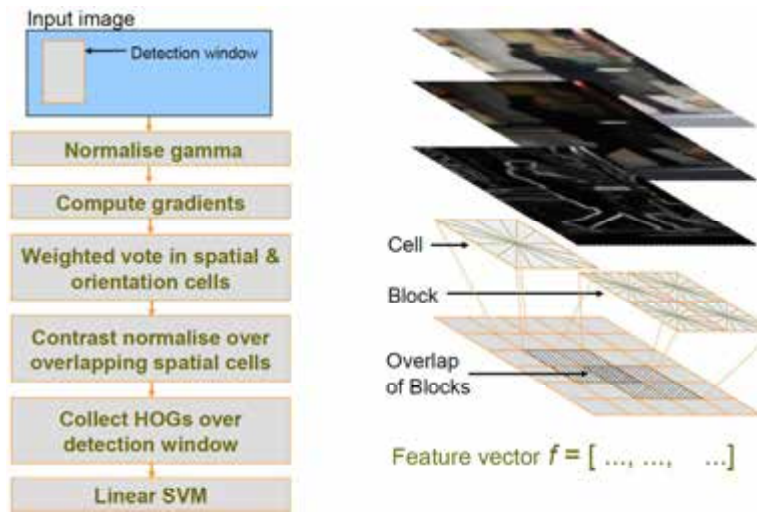 Input image
Detection window
Normalise gamma
Compute gradients
Weighted vote in spatial &
orientation cells
Contrast normalise over
overlapping spatial cells
Collect HOGs over
detection window
Linear SVM
Cell
Block
Overlap
of Blocks
Feature vector f = [ ..., ..., ...]